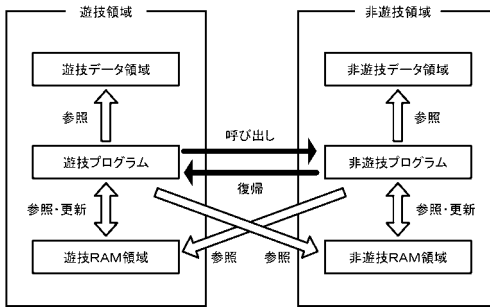 遊技領域
非遊技領域
遊技データ領域
非遊技データ領域
参照
参照
呼び出し
遊技プログラム
非遊技プログラム
復帰
参照・更新
参照・更新
遊技RAM領域
参照
参照
非遊技RAM領域